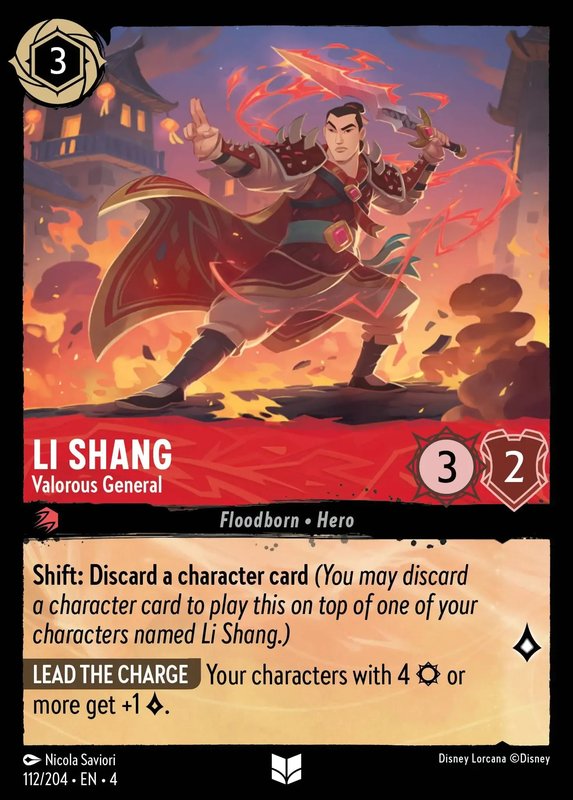 3
LI SHANG
Valorous General
3
2
Floodborn • Hero
Shift: Discard a character card (You may discard
a character card to play this on top of one of your
characters named Li Shang.)
LEAD THE CHARGE Your characters with 4 or
more get +1 .
Nicola Saviori
Disney Lorcana ©Disney
112/204 • EN • 4